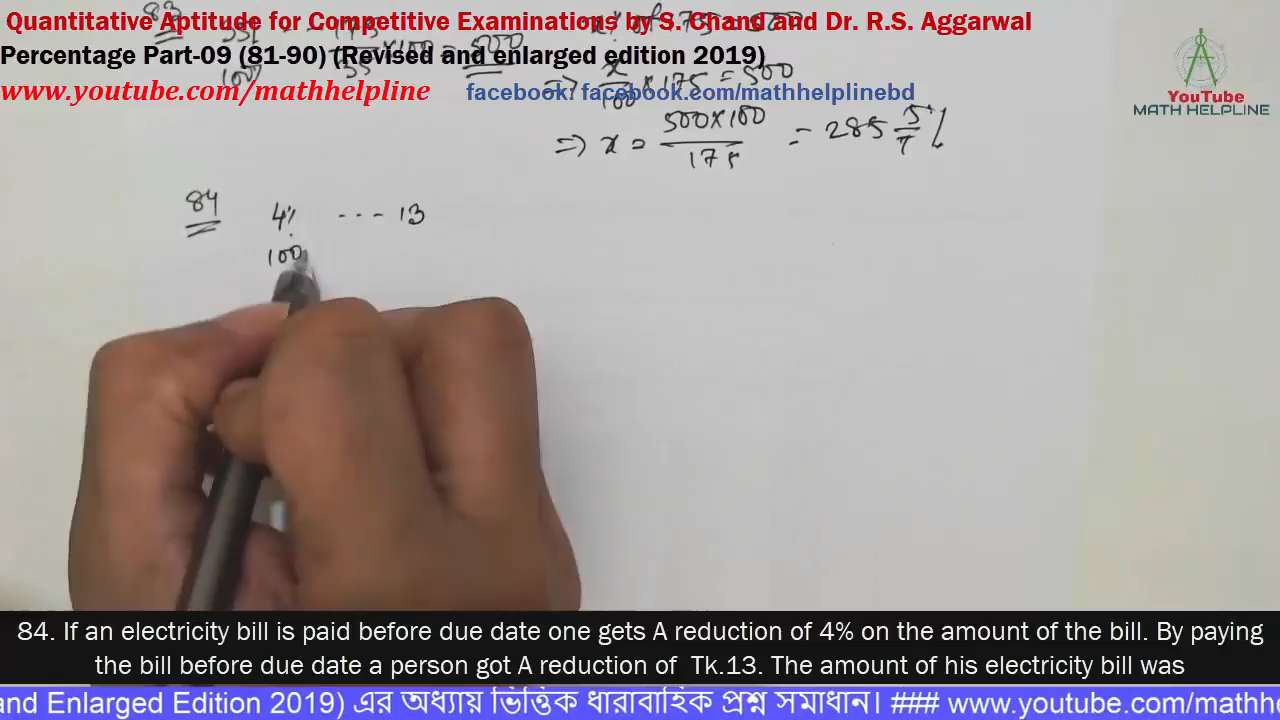 Quantitative Aptitude for Competitive Examinations by S. Chand and Dr. R.S. Aggarwal
Percentage Part-09 (81-90) (Revised and enlarged edition 2019)
www.youtube.com/mathhelpline facebook: facebook.com/mathhelplinebd
YouTube
MATH HELPLINE
⇒ x/100 × 175 = 500
⇒ x = 500×100/175 = 285 5/7 %
84 4% --- 13
100
84. If an electricity bill is paid before due date one gets A reduction of 4% on the amount of the bill. By paying
the bill before due date a person got A reduction of Tk.13. The amount of his electricity bill was
and Enlarged Edition 2019) এর অধ্যায় ভিত্তিক ধারাবাহিক প্রশ্ন সমাধান। ### www.youtube.com/mathhe